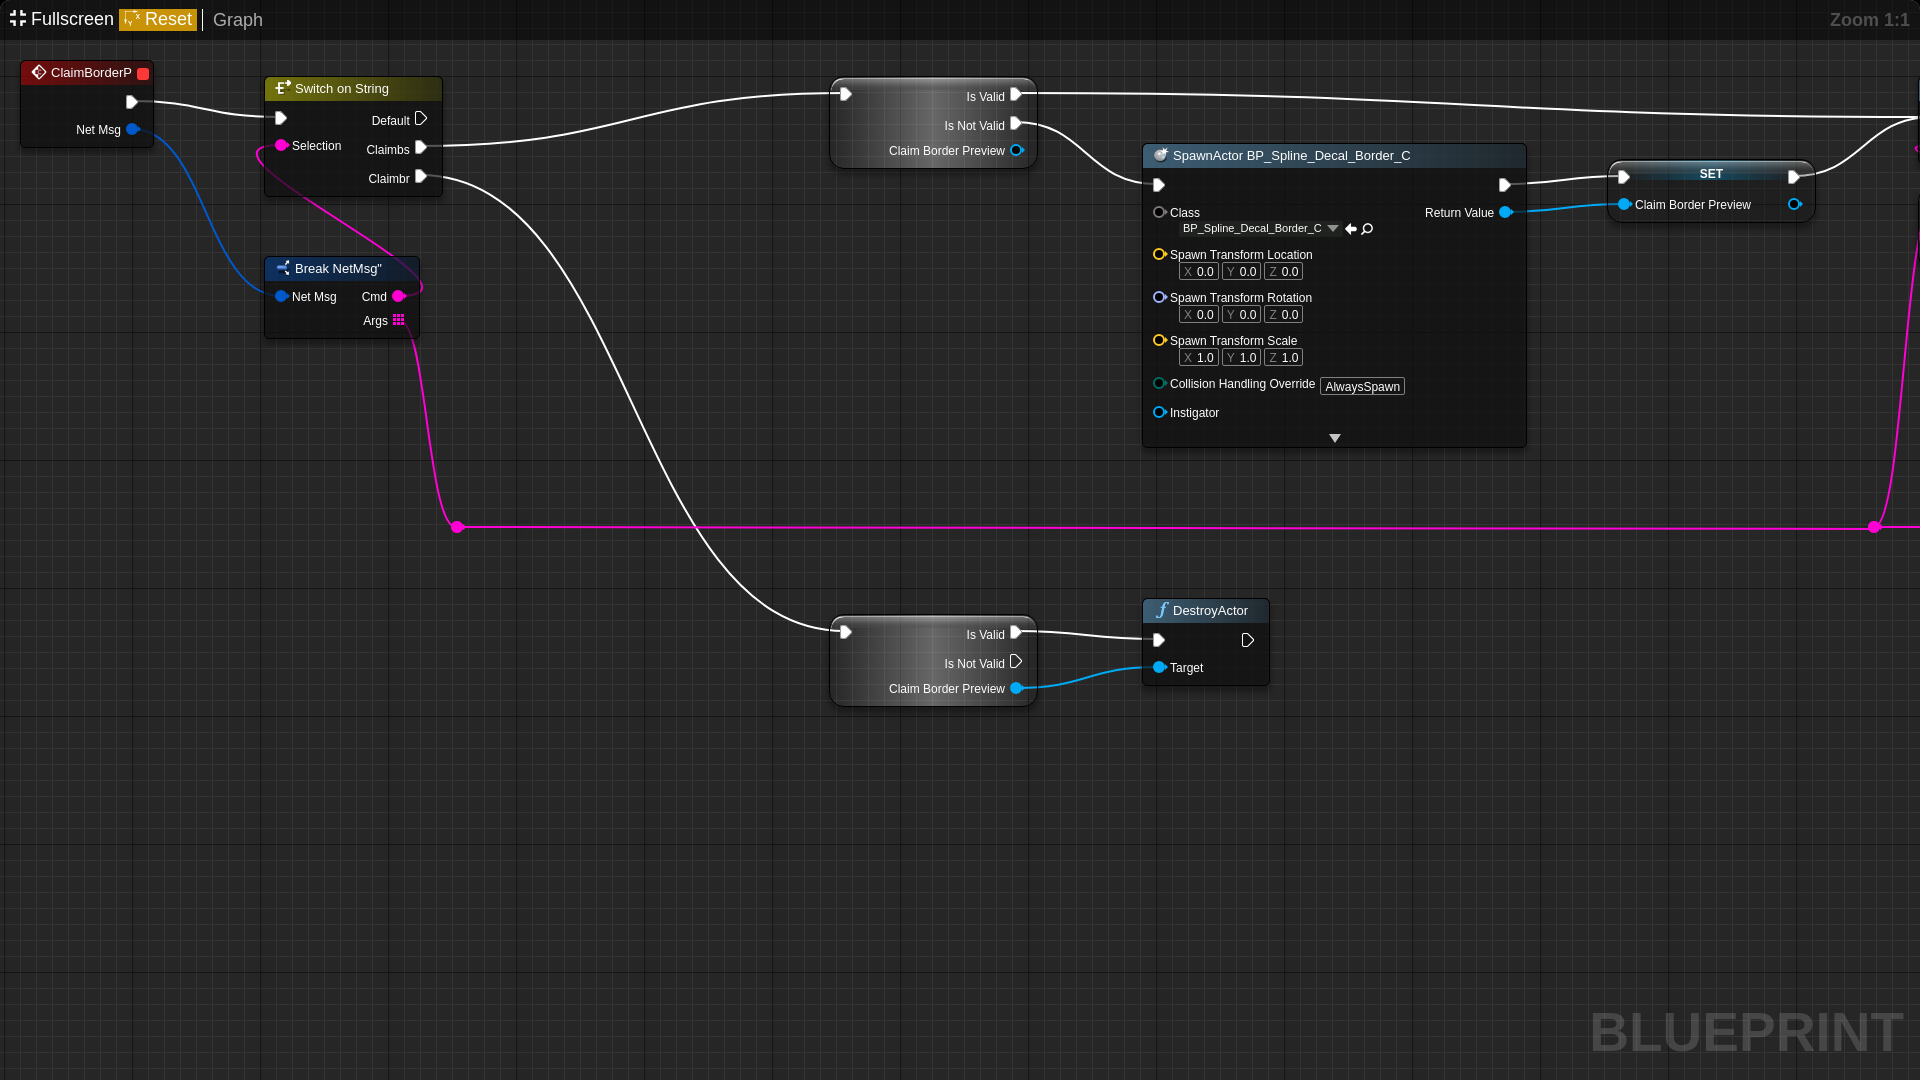 Fullscreen Reset Graph
Zoom 1:1
ClaimBorderP
Net Msg
Switch on String
Default
Selection
Claimbs
Claimbr
Break NetMsg"
Net Msg
Cmd
Args
Is Valid
Is Not Valid
Claim Border Preview
SpawnActor BP_Spline_Decal_Border_C
Class
Return Value
BP_Spline_Decal_Border_C
Spawn Transform Location
X 0.0 Y 0.0 Z 0.0
Spawn Transform Rotation
X 0.0 Y 0.0 Z 0.0
Spawn Transform Scale
X 1.0 Y 1.0 Z 1.0
Collision Handling Override AlwaysSpawn
Instigator
SET
Claim Border Preview
Is Valid
Is Not Valid
Claim Border Preview
DestroyActor
Target
BLUEPRINT